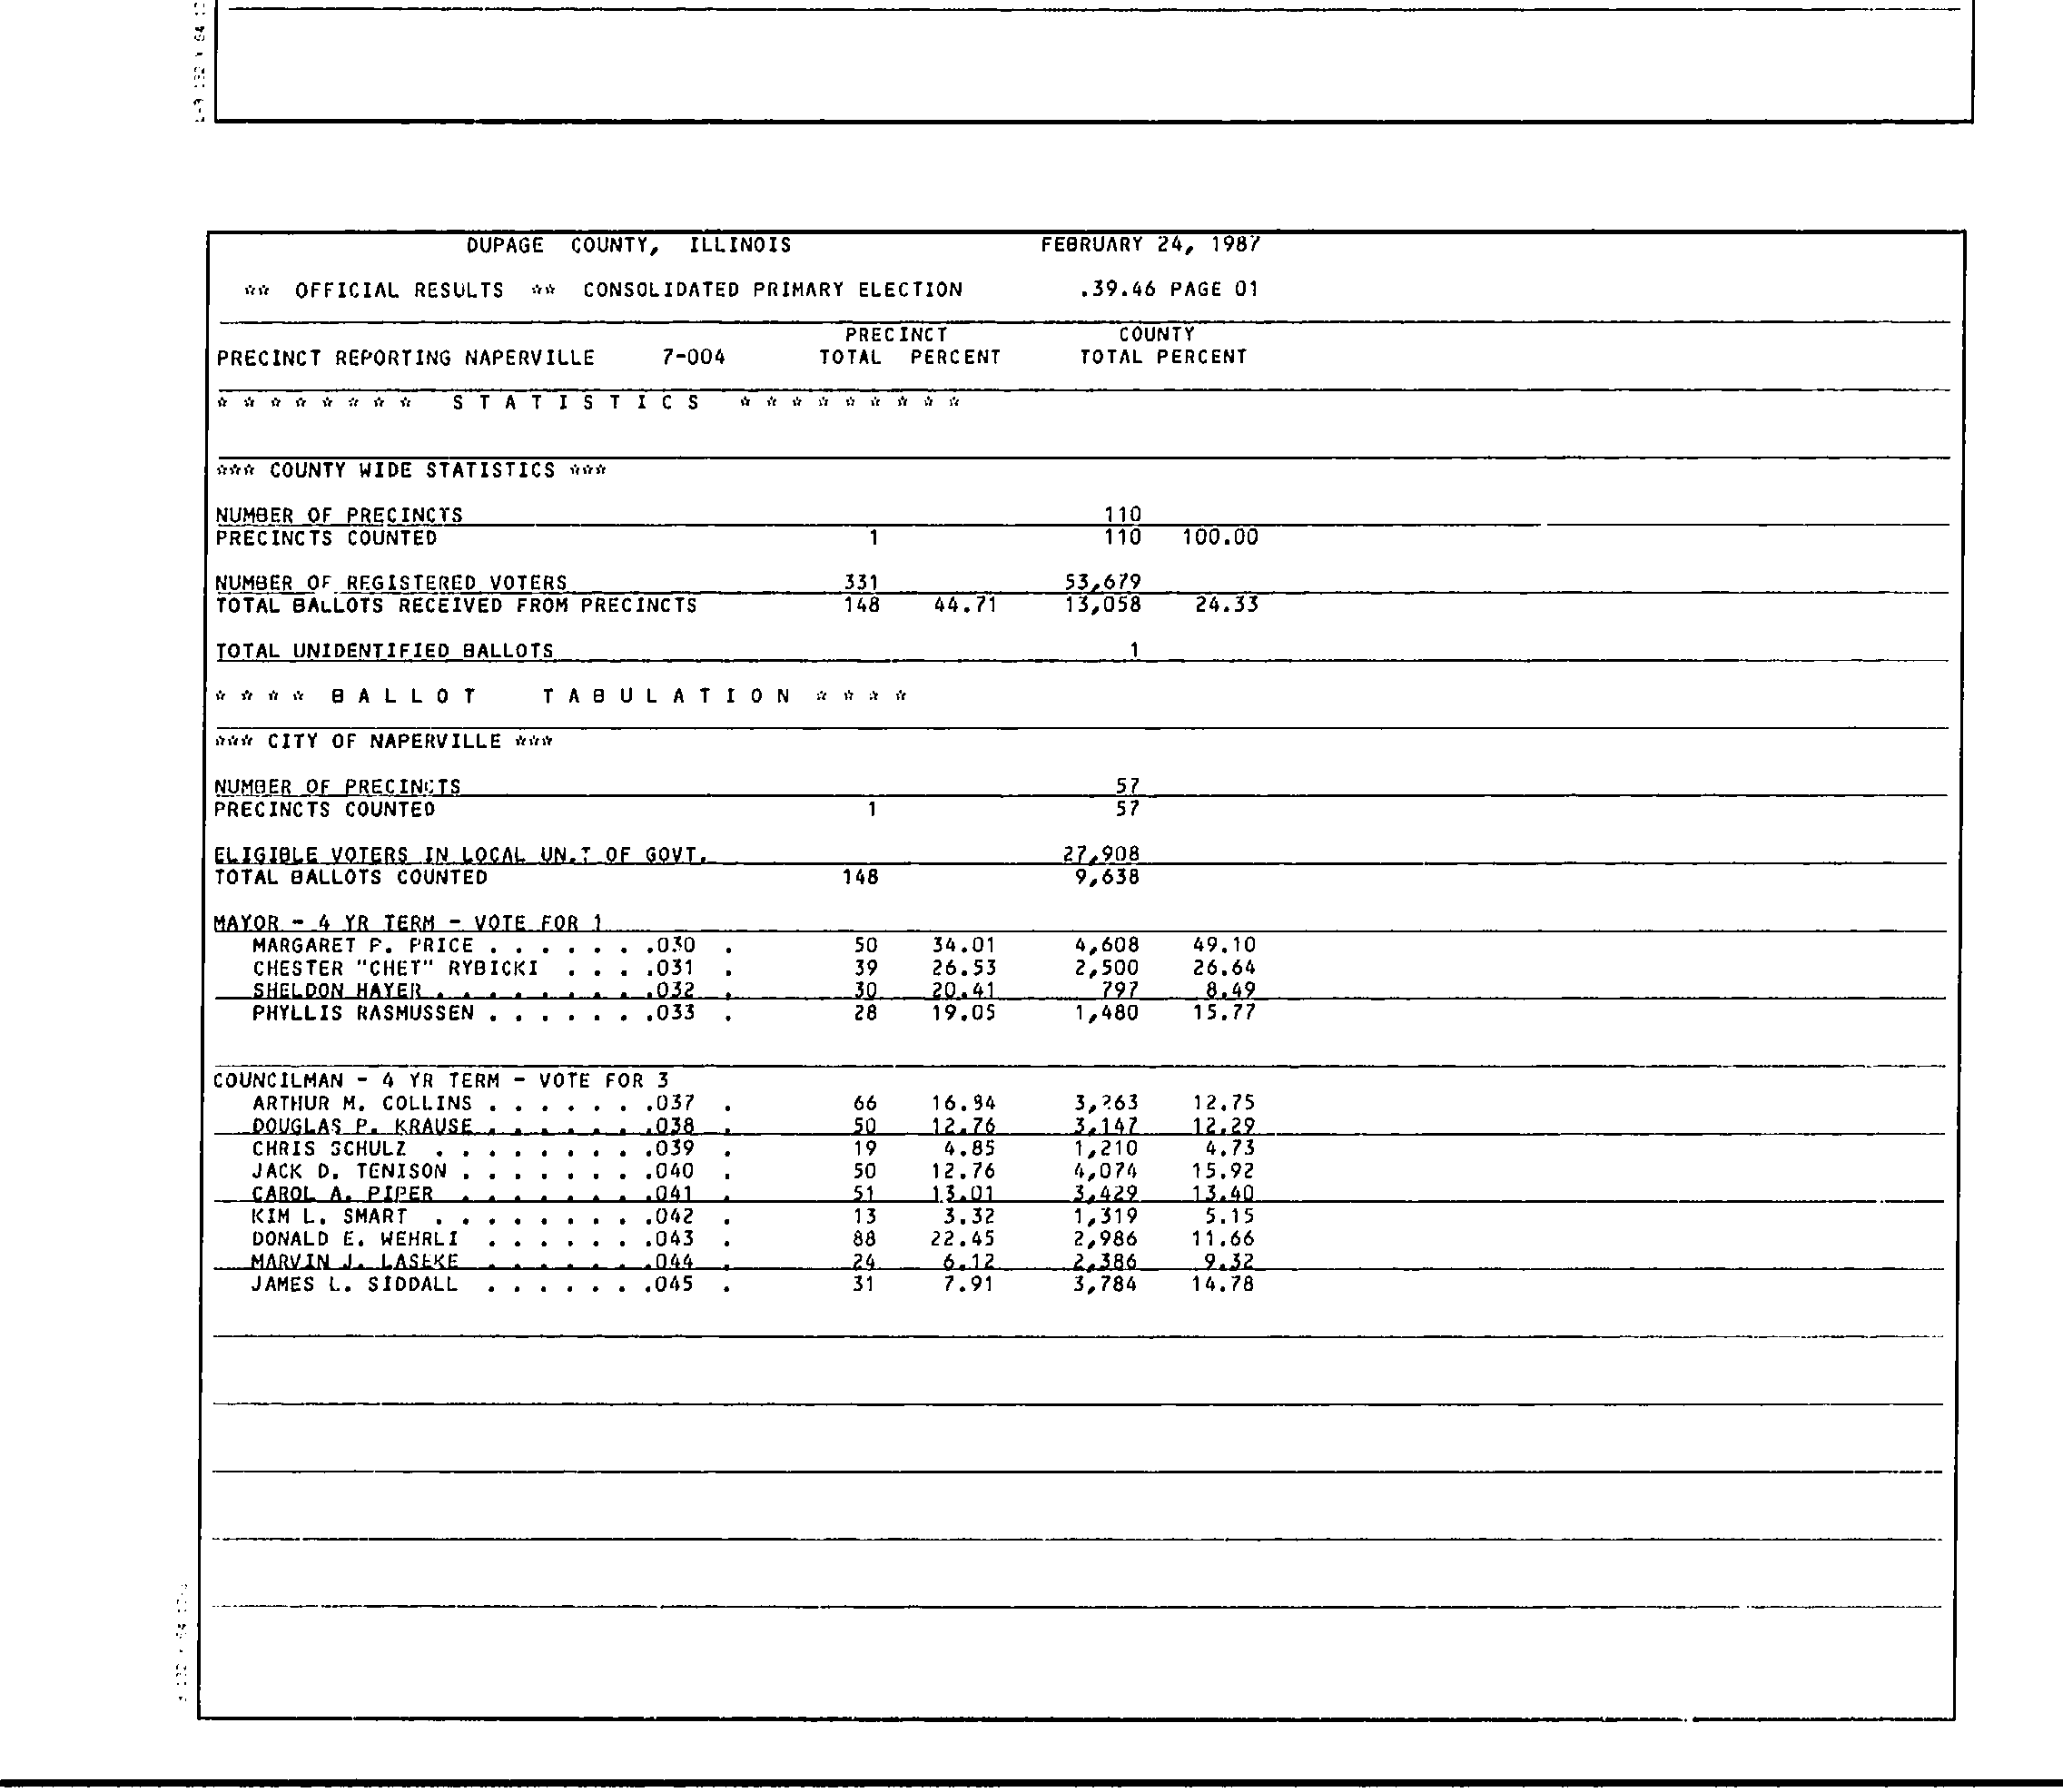 DUPAGE COUNTY, ILLINOIS FEBRUARY 24, 1987
** OFFICIAL RESULTS ** CONSOLIDATED PRIMARY ELECTION .39.46 PAGE 01
PRECINCT COUNTY
PRECINCT REPORTING NAPERVILLE 7-004 TOTAL PERCENT TOTAL PERCENT
* * * * * * * * S T A T I S T I C S * * * * * * * * *
*** COUNTY WIDE STATISTICS ***
NUMBER OF PRECINCTS 110
PRECINCTS COUNTED 1 110 100.00
NUMBER OF REGISTERED VOTERS 331 53,679
TOTAL BALLOTS RECEIVED FROM PRECINCTS 148 44.71 13,058 24.33
TOTAL UNIDENTIFIED BALLOTS 1
* * * * B A L L O T T A B U L A T I O N * * * *
*** CITY OF NAPERVILLE ***
NUMBER OF PRECINCTS 57
PRECINCTS COUNTED 1 57
ELIGIBLE VOTERS IN LOCAL UN.T OF GOVT. 27,908
TOTAL BALLOTS COUNTED 148 9,638
MAYOR - 4 YR TERM - VOTE FOR 1
MARGARET P. PRICE . . . . . . .030 . 50 34.01 4,608 49.10
CHESTER "CHET" RYBICKI . . . .031 . 39 26.53 2,500 26.64
SHELDON HAYER . . . . . . . . .032 . 30 20.41 797 8.49
PHYLLIS RASMUSSEN . . . . . . .033 . 28 19.05 1,480 15.77
COUNCILMAN - 4 YR TERM - VOTE FOR 3
ARTHUR M. COLLINS . . . . . . .037 . 66 16.84 3,263 12.75
DOUGLAS P. KRAUSE . . . . . . .038 . 50 12.76 3,147 12.29
CHRIS SCHULZ . . . . . . . . .039 . 19 4.85 1,210 4.73
JACK D. TENISON . . . . . . . .040 . 50 12.76 4,074 15.92
CAROL A. PIPER . . . . . . . .041 . 51 13.01 3,429 13.40
KIM L. SMART . . . . . . . . .042 . 13 3.32 1,319 5.15
DONALD E. WEHRLI . . . . . . .043 . 88 22.45 2,986 11.66
MARVIN J. LASEKE . . . . . . .044 . 24 6.12 2,386 9.32
JAMES L. SIDDALL . . . . . . .045 . 31 7.91 3,784 14.78